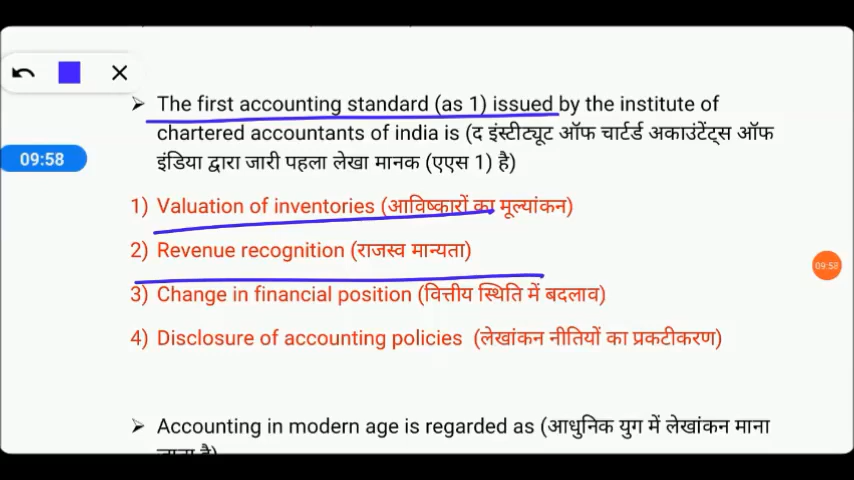 ➤ The first accounting standard (as 1) issued by the institute of
chartered accountants of india is (द इंस्टीट्यूट ऑफ चार्टर्ड अकाउंटेंट्स ऑफ
09:58
इंडिया द्वारा जारी पहला लेखा मानक (एएस 1) है)
1) Valuation of inventories (आविष्कारों का मूल्यांकन)
2) Revenue recognition (राजस्व मान्यता)
09:58
3) Change in financial position (वित्तीय स्थिति में बदलाव)
4) Disclosure of accounting policies (लेखांकन नीतियों का प्रकटीकरण)
➤ Accounting in modern age is regarded as (आधुनिक युग में लेखांकन माना